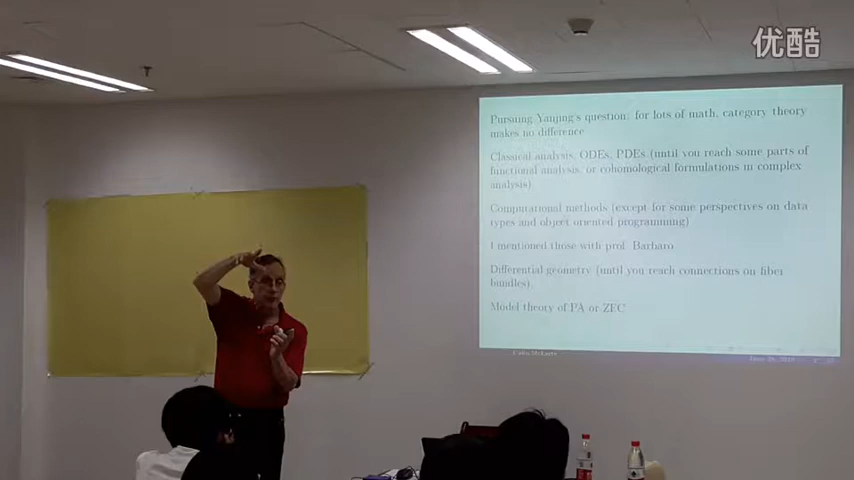 优酷
Pursuing Yanjing's question: for lots of math, category theory
makes no difference.
Classical analysis, ODEs, PDEs (until you reach some parts of
functional analysis, or cohomological formulations in complex
analysis)
Computational methods (except for some perspectives on data
types and object oriented programming)
I mentioned those with prof. Barbaro
Differential geometry (until you reach connections on fiber
bundles)
Model theory of PA or ZFC
Colin McLarty